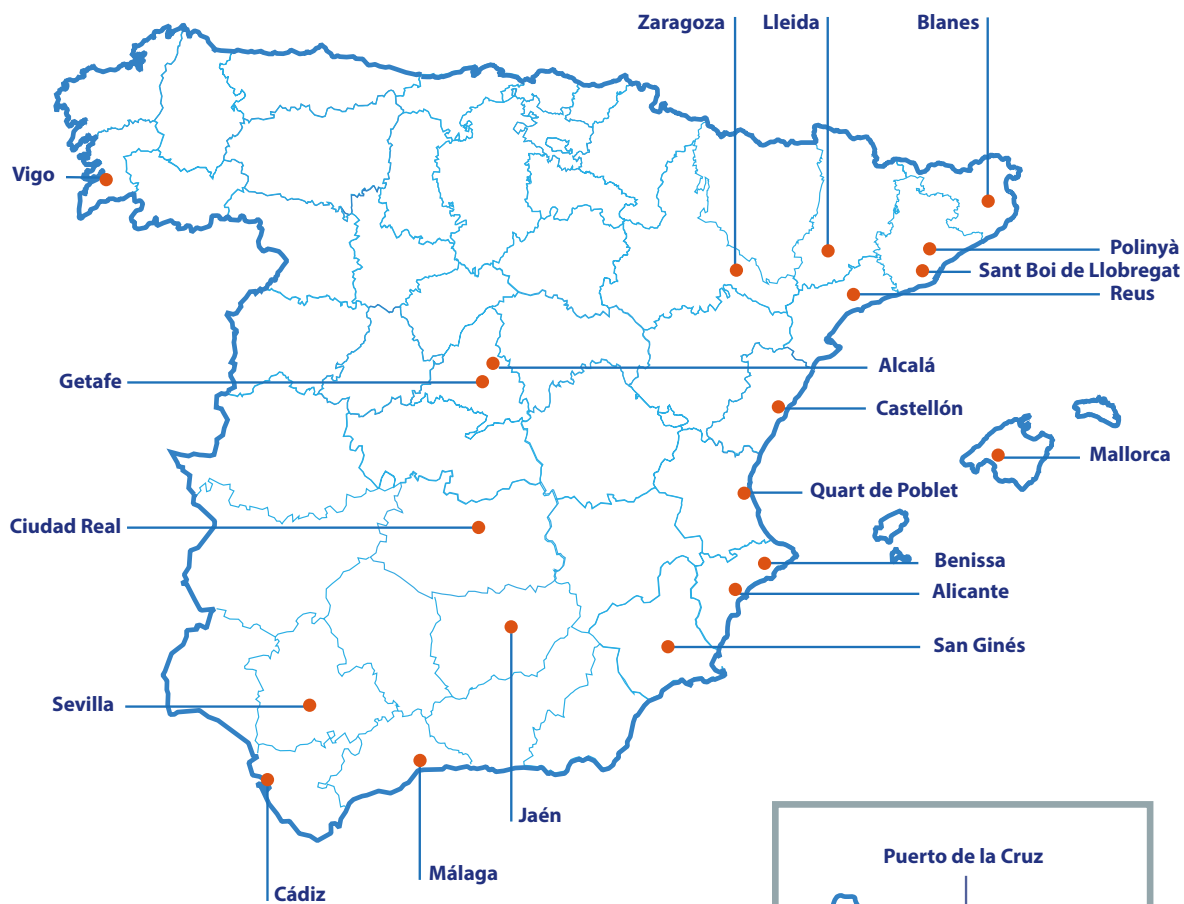 Zaragoza
Lleida
Blanes
Vigo
Polinyà
Sant Boi de Llobregat
Reus
Alcalá
Getafe
Castellón
Mallorca
Quart de Poblet
Ciudad Real
Benissa
Alicante
San Ginés
Sevilla
Jaén
Puerto de la Cruz
Málaga
Cádiz